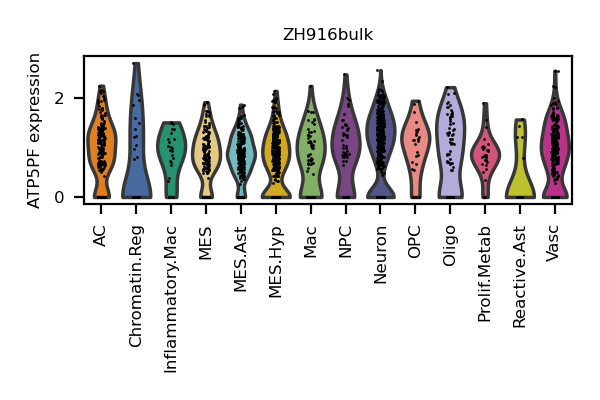 ZH916bulk
ATP5PF expression
2
0
AC
Chromatin.Reg
Inflammatory.Mac
MES
MES.Ast
MES.Hyp
Mac
NPC
Neuron
OPC
Oligo
Prolif.Metab
Reactive.Ast
Vasc